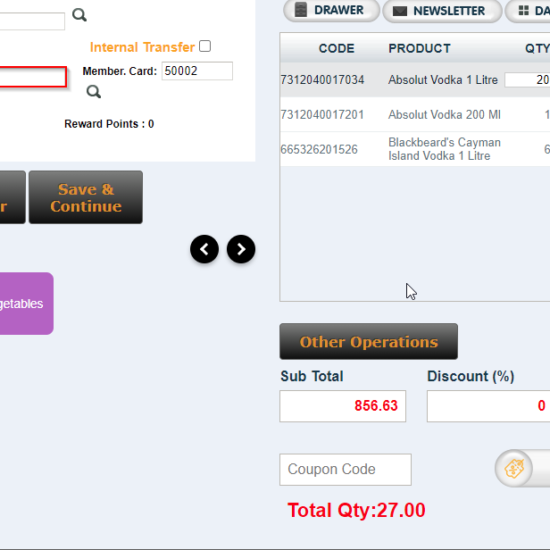 DRAWER
NEWSLETTER
Internal Transfer
Member. Card: 50002
Reward Points : 0
Save &
Continue
getables
CODE PRODUCT QTY
7312040017034 Absolut Vodka 1 Litre 20
7312040017201 Absolut Vodka 200 Ml 1
665326201526 Blackbeard's Cayman
Island Vodka 1 Litre 6
Other Operations
Sub Total Discount (%)
856.63 0
Coupon Code
Total Qty:27.00